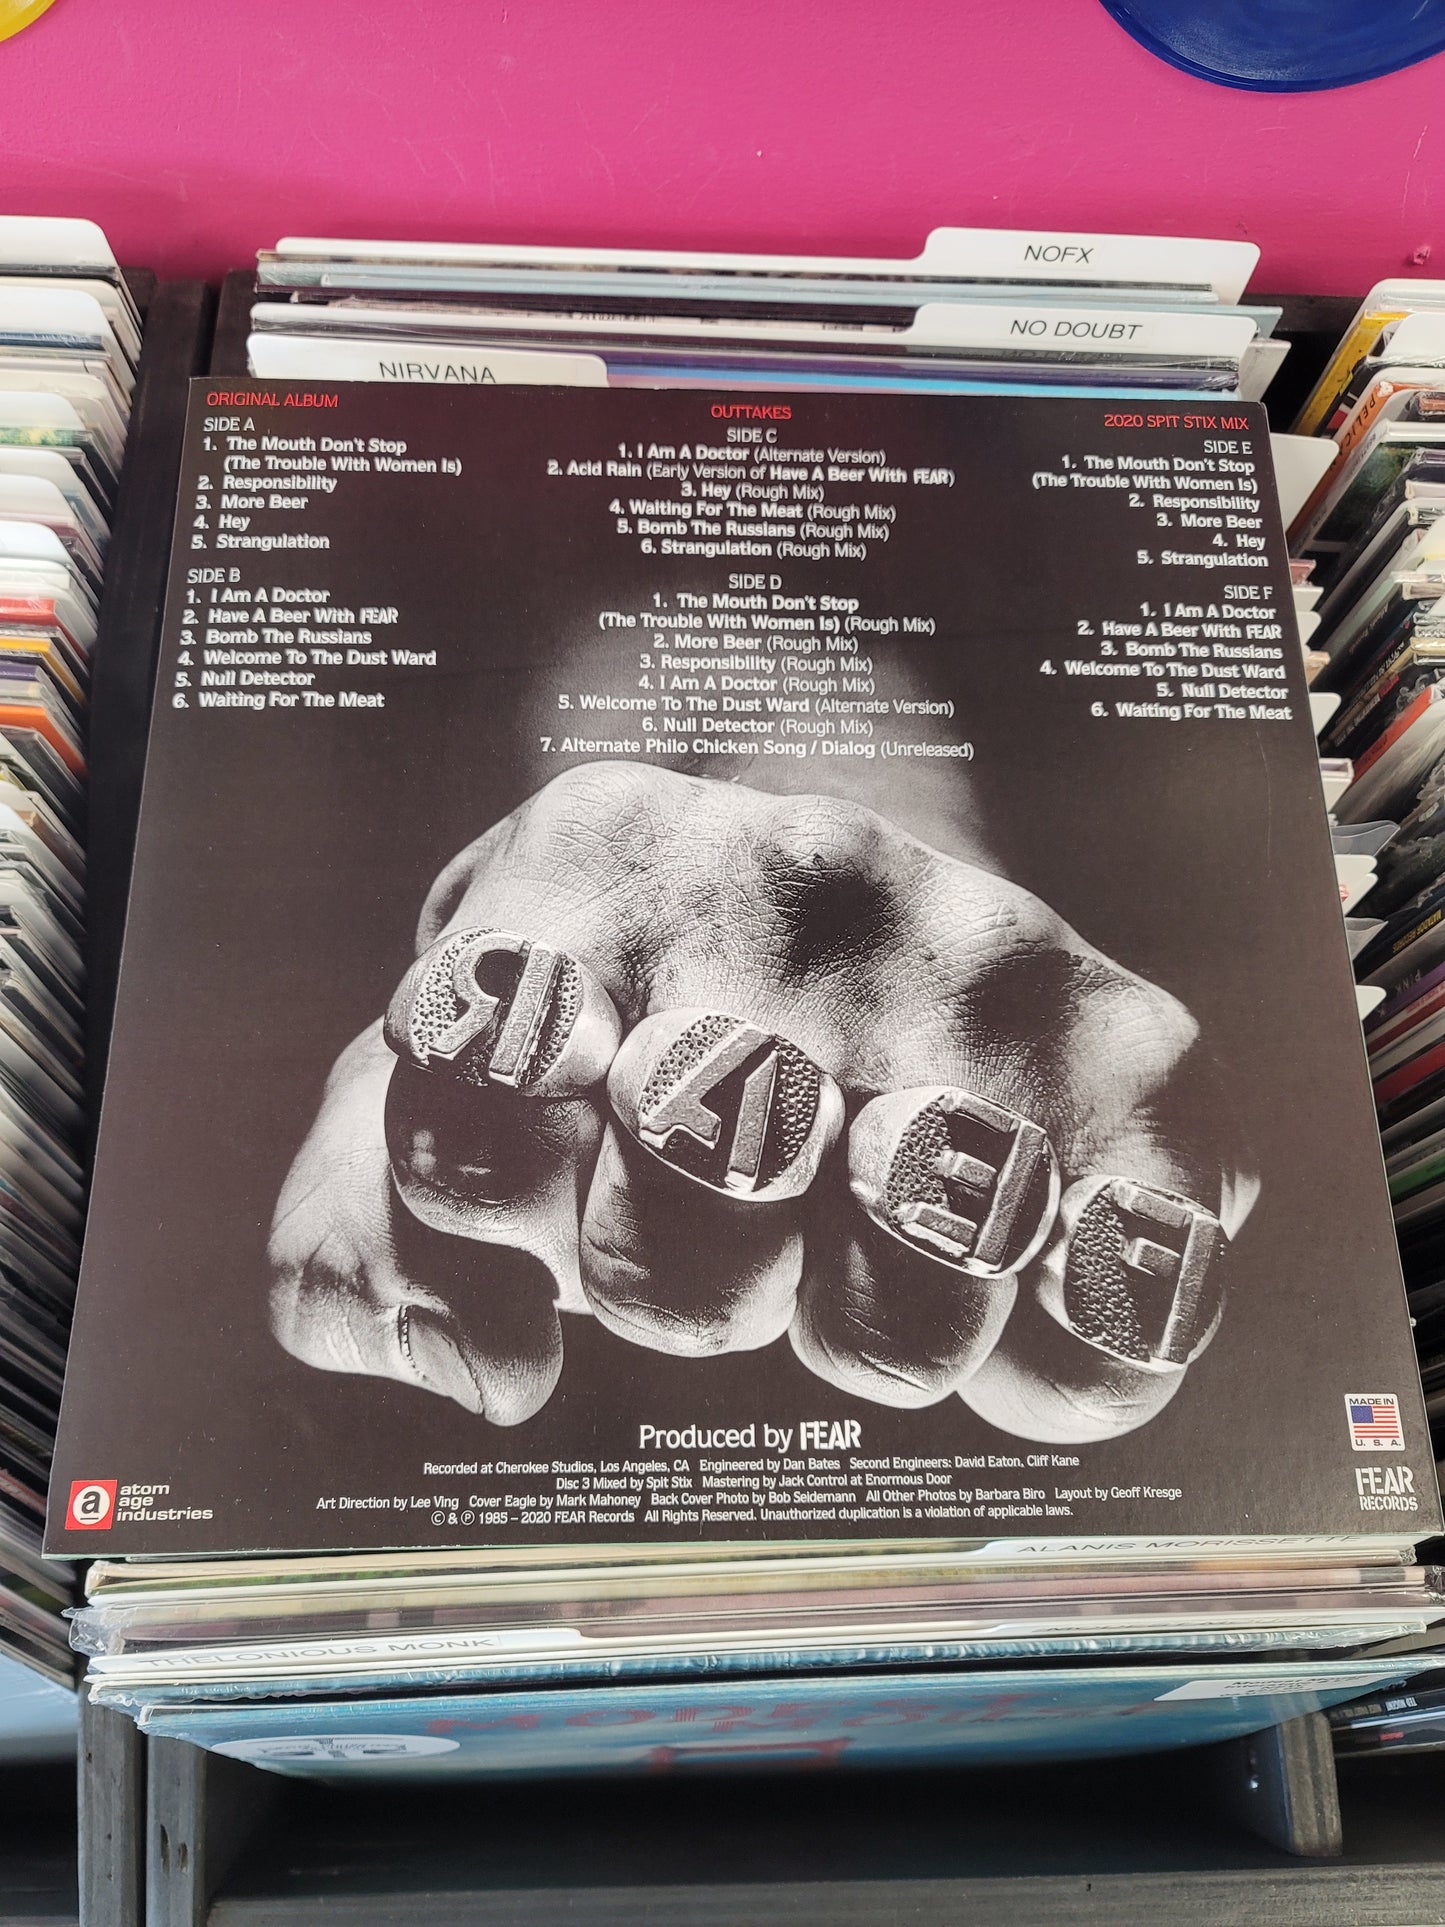 NOFX
NO DOUBT
NIRVANA
ORIGINAL ALBUM
SIDE A
1. The Mouth Don't Stop
(The Trouble With Women Is)
2. Responsibility
3. More Beer
4. Hey
5. Strangulation
SIDE B
1. I Am A Doctor
2. Have A Beer With FEAR
3. Bomb The Russians
4. Welcome To The Dust Ward
5. Null Detector
6. Waiting For The Meat
OUTTAKES
SIDE C
1. I Am A Doctor (Alternate Version)
2. Acid Rain (Early Version of Have A Beer With FEAR)
3. Hey (Rough Mix)
4. Waiting For The Meat (Rough Mix)
5. Bomb The Russians (Rough Mix)
6. Strangulation (Rough Mix)
SIDE D
1. The Mouth Don't Stop
(The Trouble With Women Is) (Rough Mix)
2. More Beer (Rough Mix)
3. Responsibility (Rough Mix)
4. I Am A Doctor (Rough Mix)
5. Welcome To The Dust Ward (Alternate Version)
6. Null Detector (Rough Mix)
7. Alternate Philo Chicken Song / Dialog (Unreleased)
2020 SPIT STIX MIX
SIDE E
1. The Mouth Don't Stop
(The Trouble With Women Is)
2. Responsibility
3. More Beer
4. Hey
5. Strangulation
SIDE F
1. I Am A Doctor
2. Have A Beer With FEAR
3. Bomb The Russians
4. Welcome To The Dust Ward
5. Null Detector
6. Waiting For The Meat
RAEF
Produced by FEAR
Recorded at Cherokee Studios, Los Angeles, CA Engineered by Dan Bates Second Engineers: David Eaton, Cliff Kane
Disc 3 Mixed by Spit Stix Mastering by Jack Control at Enormous Door
Art Direction by Lee Ving Cover Eagle by Mark Mahoney Back Cover Photo by Bob Seidemann All Other Photos by Barbara Biro Layout by Geoff Kresge
© & ℗ 1985 – 2020 FEAR Records All Rights Reserved. Unauthorized duplication is a violation of applicable laws.
a
atom
age
industries
MADE IN
U. S. A.
FEAR
RECORDS
ALANIS MORISSETTE
THELONIOUS MONK